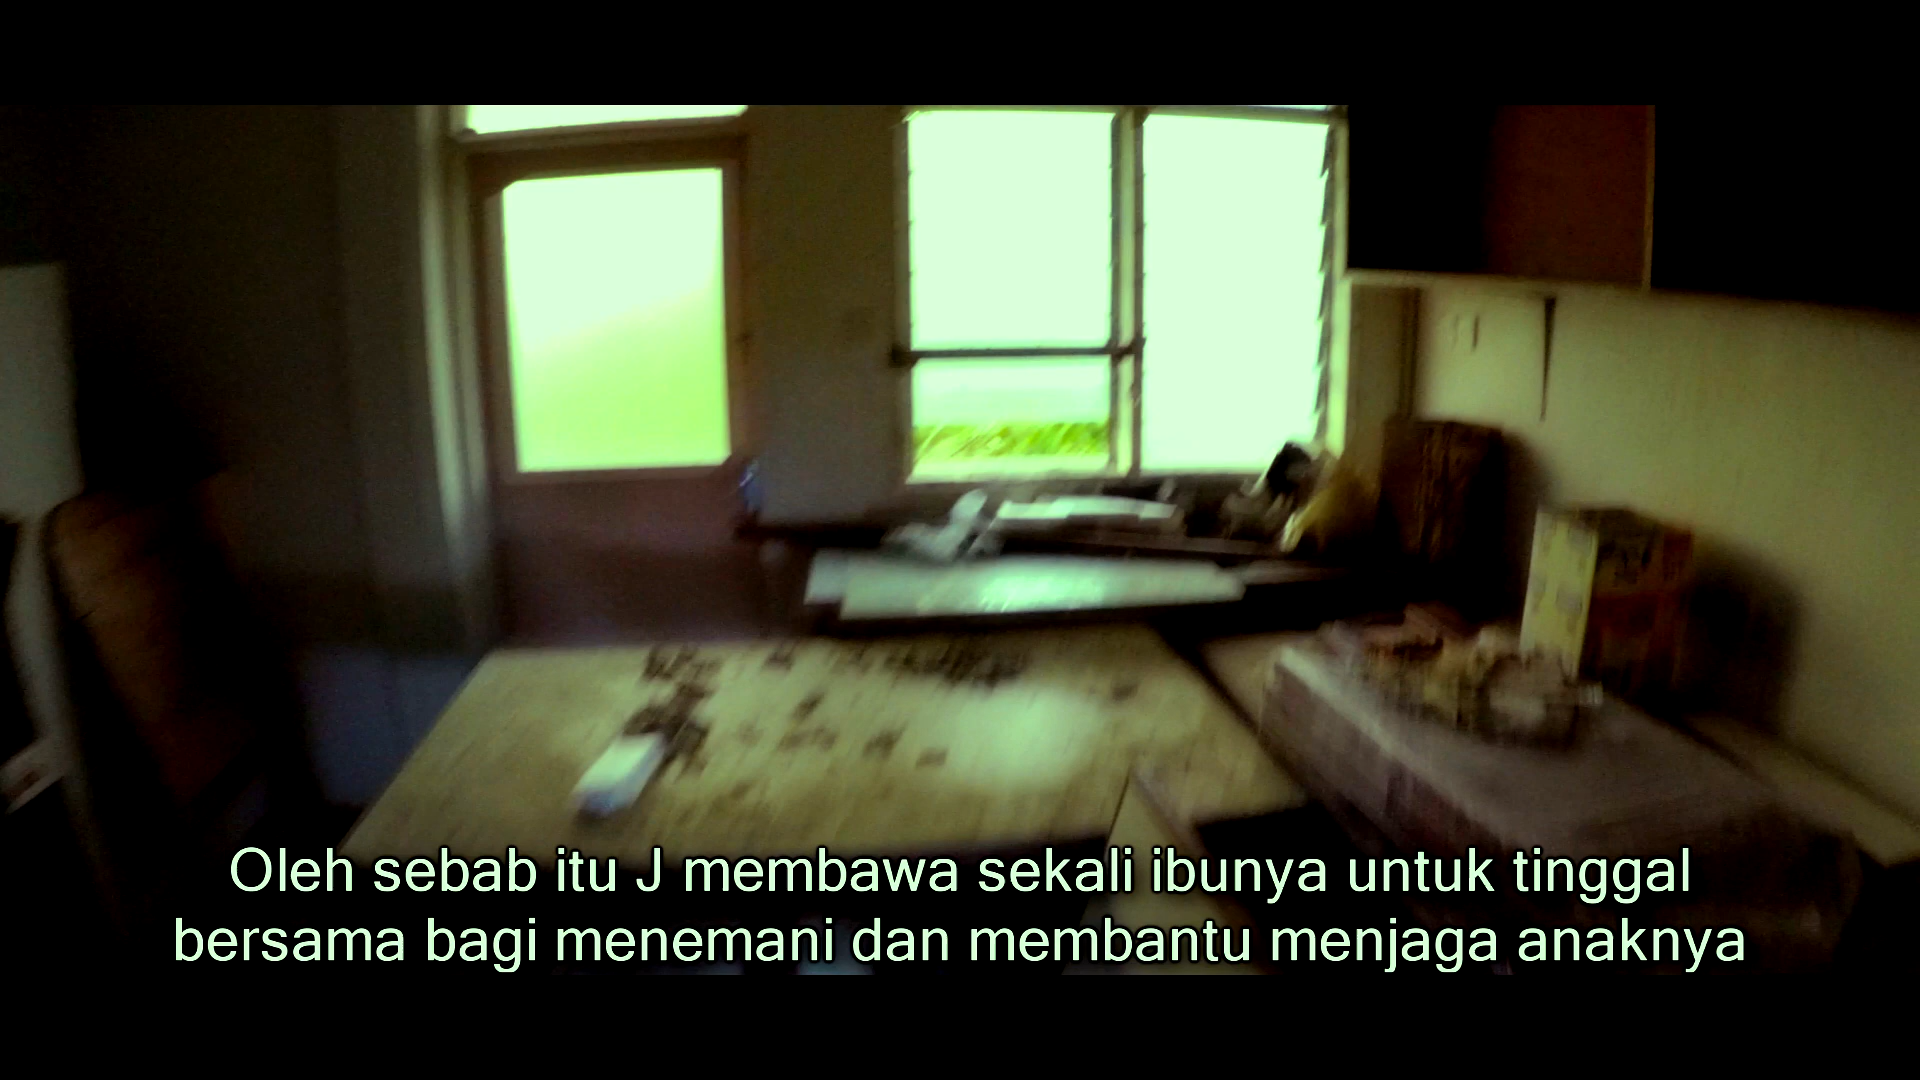 Oleh sebab itu J membawa sekali ibunya untuk tinggal
bersama bagi menemani dan membantu menjaga anaknya